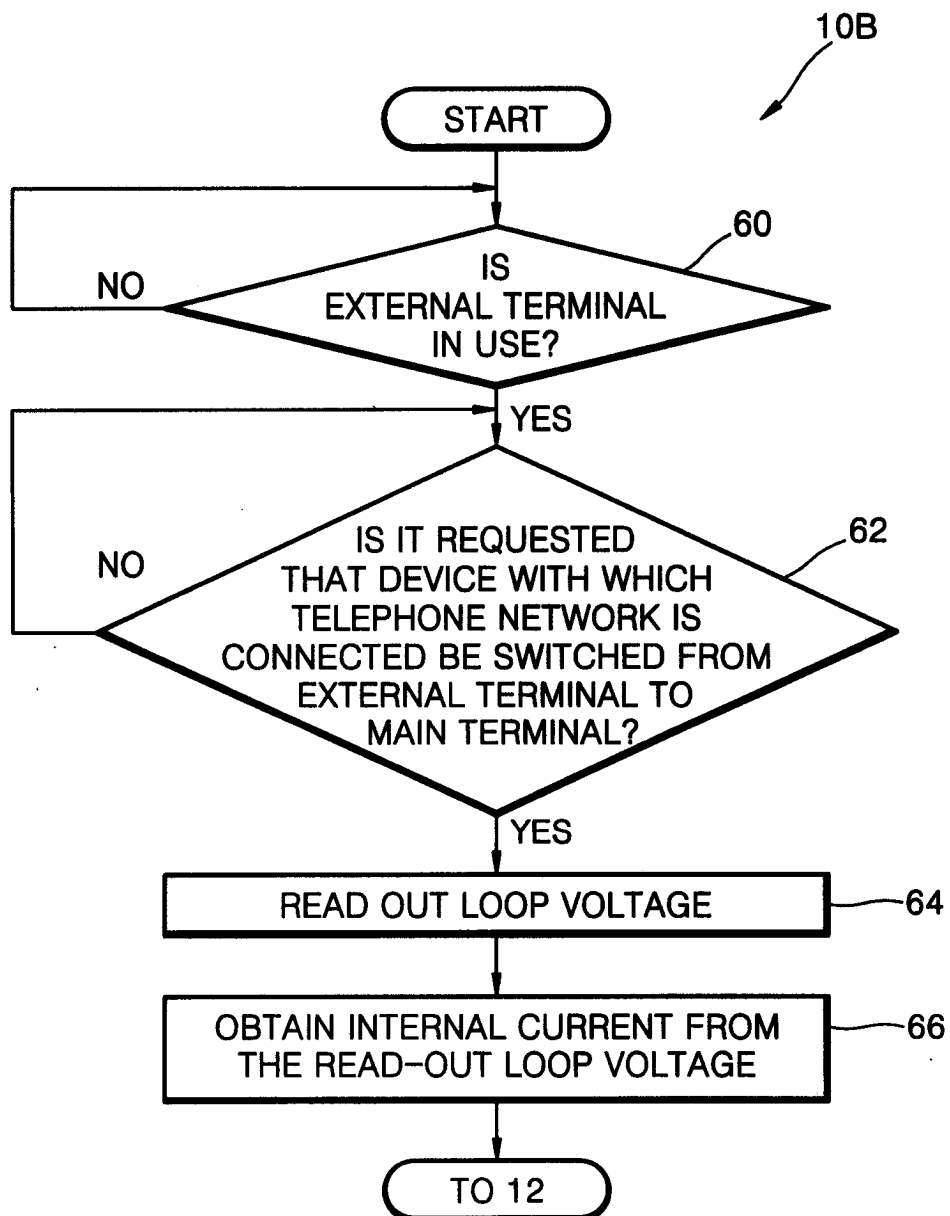 10B
START
60
IS
EXTERNAL TERMINAL
IN USE?
NO
YES
62
IS IT REQUESTED
THAT DEVICE WITH WHICH
TELEPHONE NETWORK IS
CONNECTED BE SWITCHED FROM
EXTERNAL TERMINAL TO
MAIN TERMINAL?
NO
YES
READ OUT LOOP VOLTAGE
64
OBTAIN INTERNAL CURRENT FROM
THE READ-OUT LOOP VOLTAGE
66
TO 12